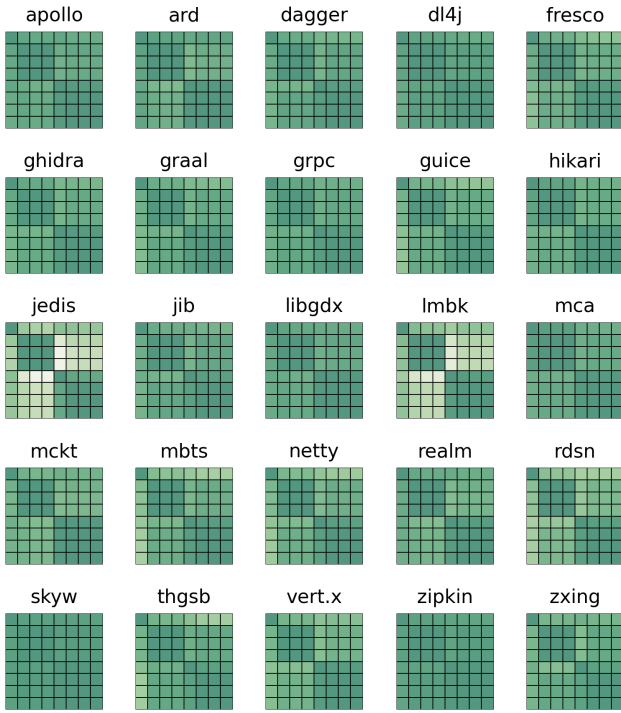 apollo ard dagger dl4j fresco
ghidra graal grpc guice hikari
jedis jib libgdx lmbk mca
mckt mbts netty realm rdsn
skyw thgsb vert.x zipkin zxing